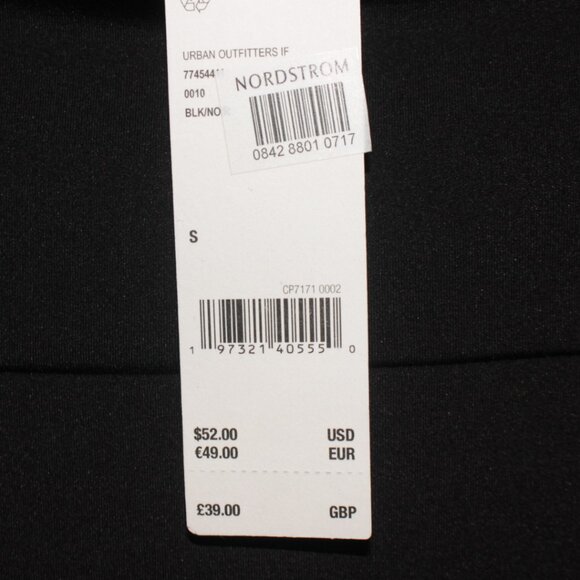 URBAN OUTFITTERS IF
NORDSTROM
0010
BLK/NOIR
0842 8801 0717
S
CP7171 0002
1 97321 40555 0
$52.00 USD
€49.00 EUR
£39.00 GBP